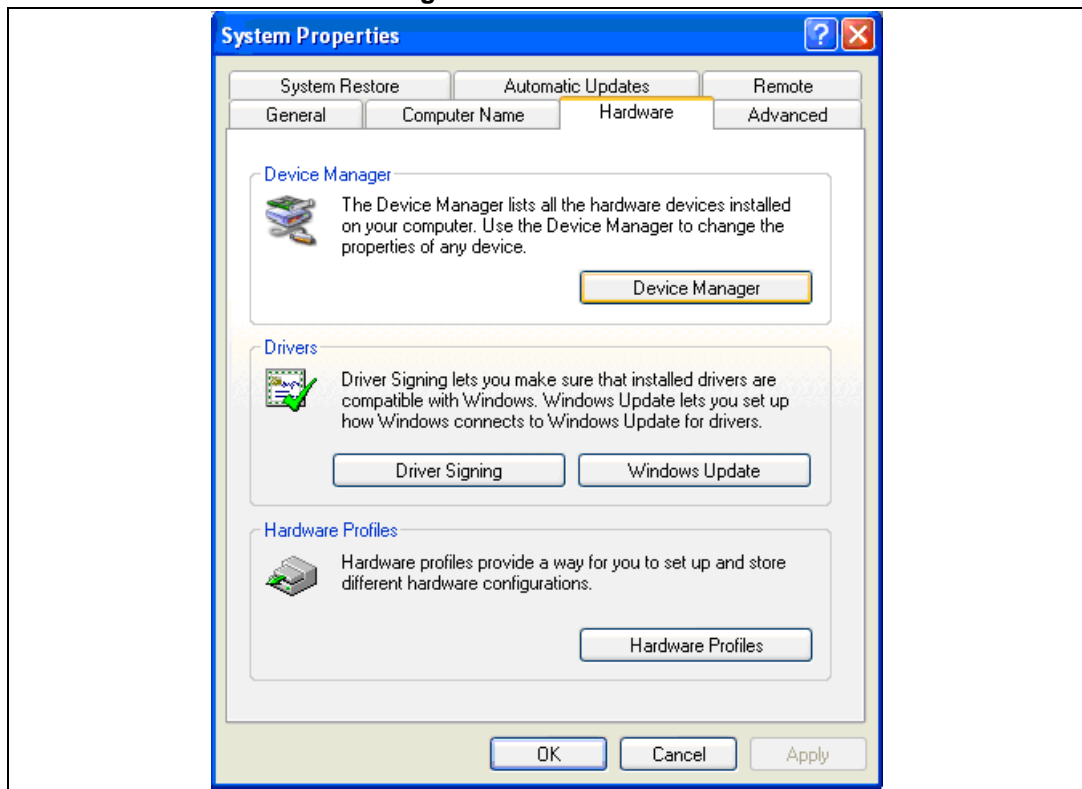 System Properties
System Restore Automatic Updates Remote
General Computer Name Hardware Advanced
Device Manager
The Device Manager lists all the hardware devices installed
on your computer. Use the Device Manager to change the
properties of any device.
Device Manager
Drivers
Driver Signing lets you make sure that installed drivers are
compatible with Windows. Windows Update lets you set up
how Windows connects to Windows Update for drivers.
Driver Signing Windows Update
Hardware Profiles
Hardware profiles provide a way for you to set up and store
different hardware configurations.
Hardware Profiles
OK Cancel Apply